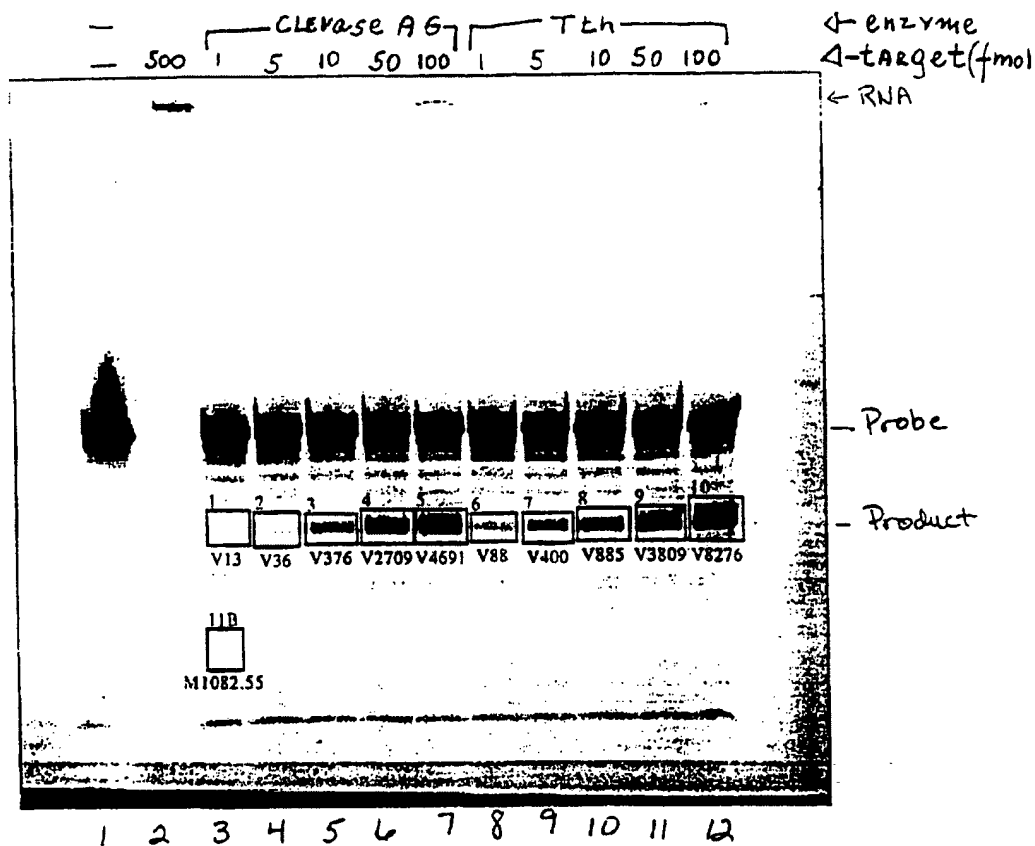 — Clevase AG Tth ◁- enzyme
— 500 1 5 10 50 100 1 5 10 50 100 ◁- target (fmol
← RNA
— Probe
1 2 3 4 5 6 7 8 9 10
- Product
V13 V36 V376 V2709 V4691 V88 V400 V885 V3809 V8276
11B
M1082.55
1 2 3 4 5 6 7 8 9 10 11 12